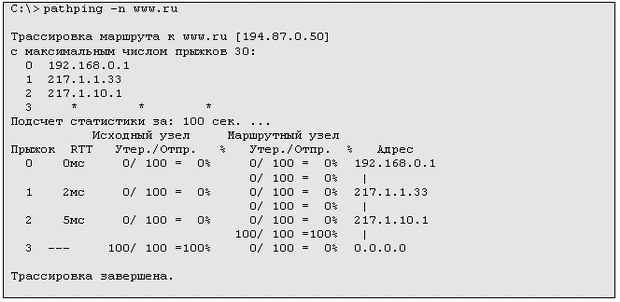 C:\> pathping -n www.ru
Трассировка маршрута к www.ru [194.87.0.50]
с максимальным числом прыжков 30:
0 192.168.0.1
1 217.1.1.33
2 217.1.10.1
3 * * *
Подсчет статистики за: 100 сек. ...
Исходный узел Маршрутный узел
Прыжок RTT Утер./Отпр. % Утер./Отпр. % Адрес
0 0мс 0/ 100 = 0% 0/ 100 = 0% 192.168.0.1
0/ 100 = 0% |
1 2мс 0/ 100 = 0% 0/ 100 = 0% 217.1.1.33
0/ 100 = 0% |
2 5мс 0/ 100 = 0% 0/ 100 = 0% 217.1.10.1
100/ 100 =100% |
3 --- 100/ 100 =100% 0/ 100 = 0% 0.0.0.0
Трассировка завершена.